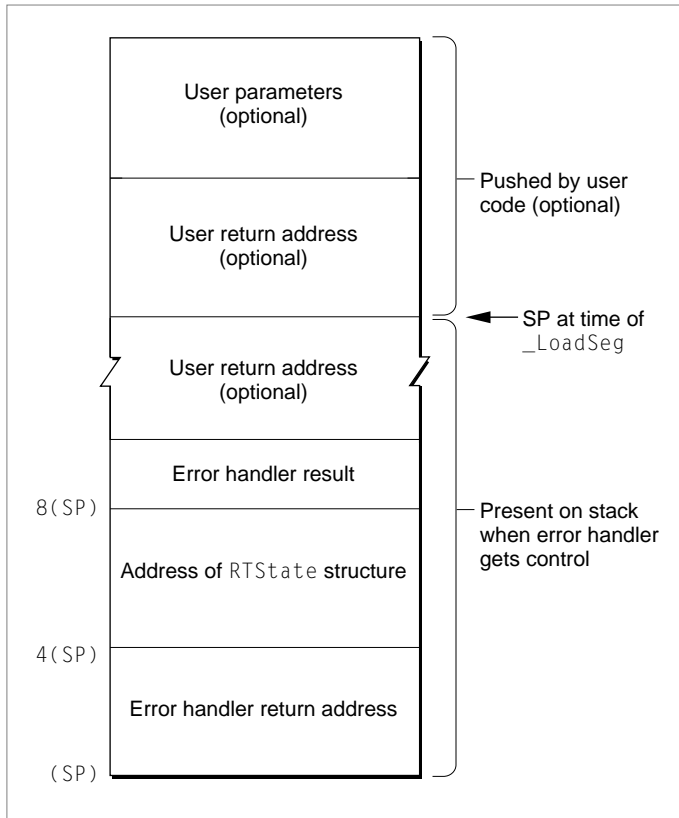 User parameters
(optional)
Pushed by user
code (optional)
User return address
(optional)
SP at time of
_LoadSeg
User return address
(optional)
Error handler result
8(SP)
Present on stack
when error handler
gets control
Address of RTState structure
4(SP)
Error handler return address
(SP)